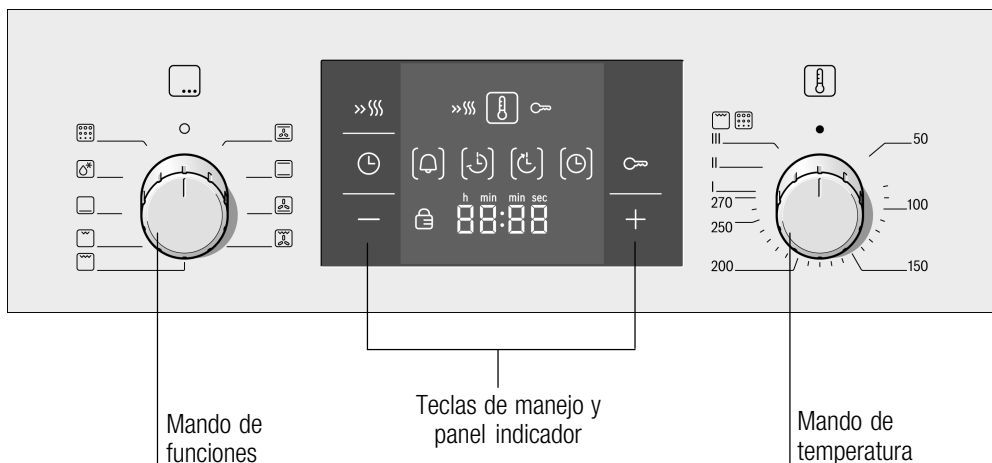 h min min sec
88:88
III
II
I
270
250
200
50
100
150
Mando de
funciones
Teclas de manejo y
panel indicador
Mando de
temperatura